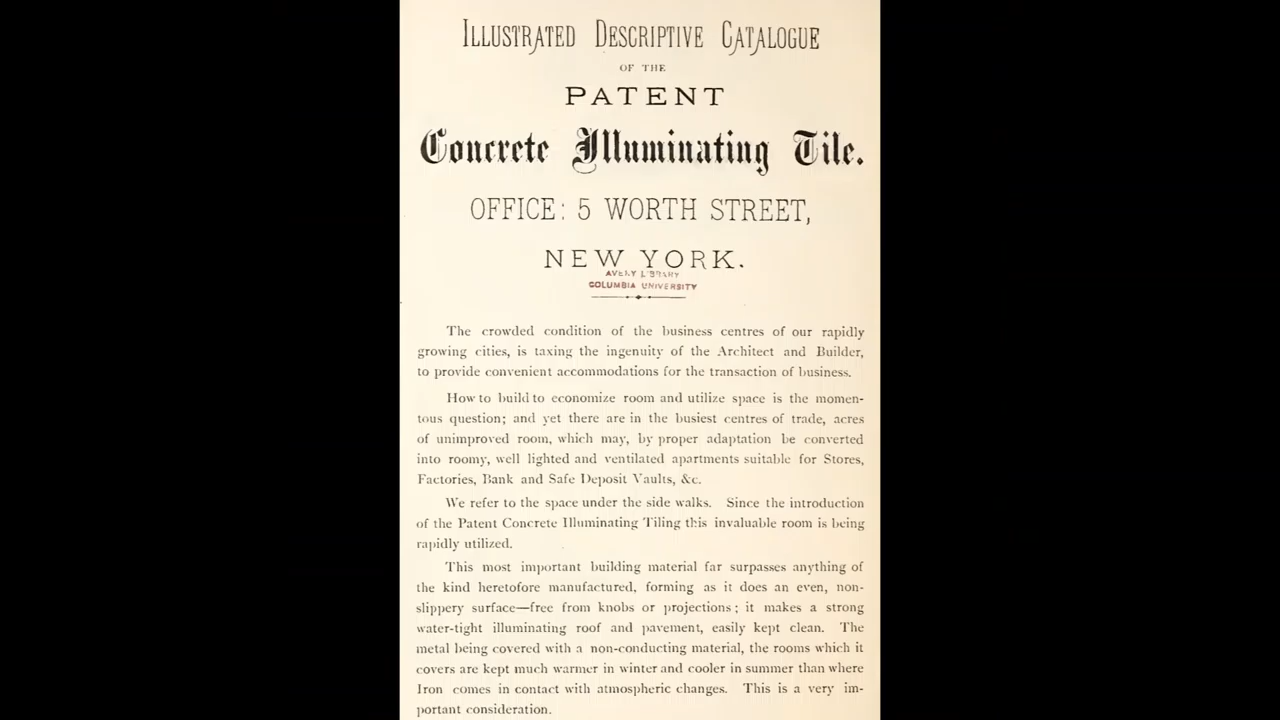 ILLUSTRATED DESCRIPTIVE CATALOGUE
OF THE
PATENT
Concrete Illuminating Tile.
OFFICE: 5 WORTH STREET,
NEW YORK.
AVERY LIBRARY
COLUMBIA UNIVERSITY
The crowded condition of the business centres of our rapidly
growing cities, is taxing the ingenuity of the Architect and Builder,
to provide convenient accommodations for the transaction of business.
How to build to economize room and utilize space is the momen-
tous question; and yet there are in the busiest centres of trade, acres
of unimproved room, which may, by proper adaptation be converted
into roomy, well lighted and ventilated apartments suitable for Stores,
Factories, Bank and Safe Deposit Vaults, &c.
We refer to the space under the side walks. Since the introduction
of the Patent Concrete Illuminating Tiling this invaluable room is being
rapidly utilized.
This most important building material far surpasses anything of
the kind heretofore manufactured, forming as it does an even, non-
slippery surface—free from knobs or projections; it makes a strong
water-tight illuminating roof and pavement, easily kept clean. The
metal being covered with a non-conducting material, the rooms which it
covers are kept much warmer in winter and cooler in summer than where
Iron comes in contact with atmospheric changes. This is a very im-
portant consideration.